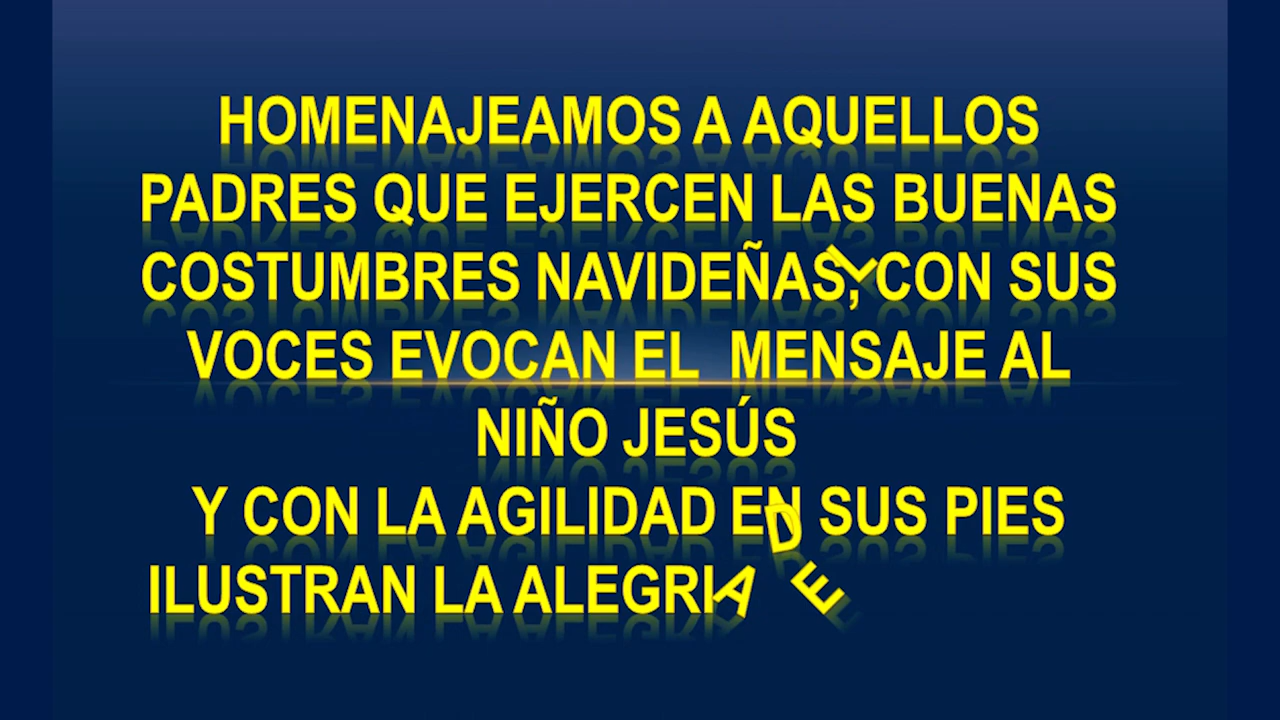 HOMENAJEAMOS A AQUELLOS
PADRES QUE EJERCEN LAS BUENAS
COSTUMBRES NAVIDEÑAS, CON SUS
VOCES EVOCAN EL MENSAJE AL
NIÑO JESÚS
Y CON LA AGILIDAD EN SUS PIES
ILUSTRAN LA ALEGRIA DE